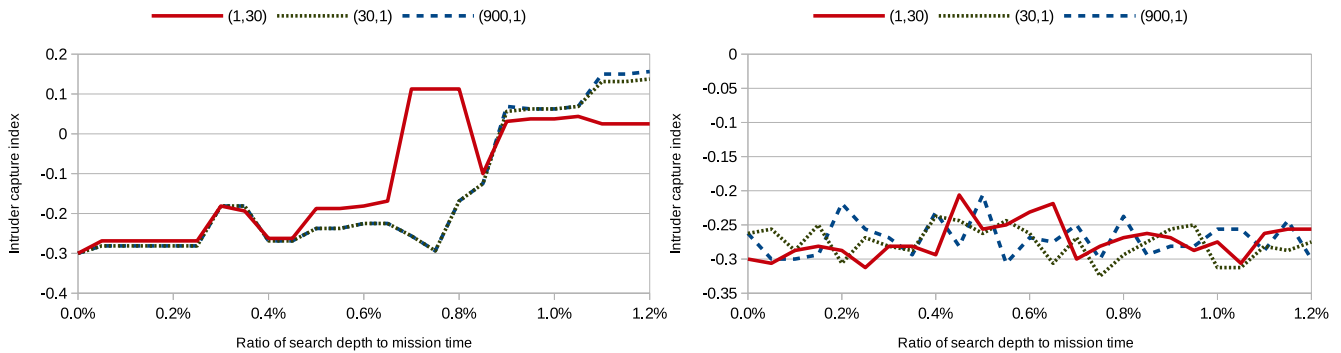 (1,30) (30,1) (900,1)
Intruder capture index
0.2
0.1
0
-0.1
-0.2
-0.3
-0.4
0.0% 0.2% 0.4% 0.6% 0.8% 1.0% 1.2%
Ratio of search depth to mission time
(1,30) (30,1) (900,1)
Intruder capture index
0
-0.05
-0.1
-0.15
-0.2
-0.25
-0.3
-0.35
0.0% 0.2% 0.4% 0.6% 0.8% 1.0% 1.2%
Ratio of search depth to mission time